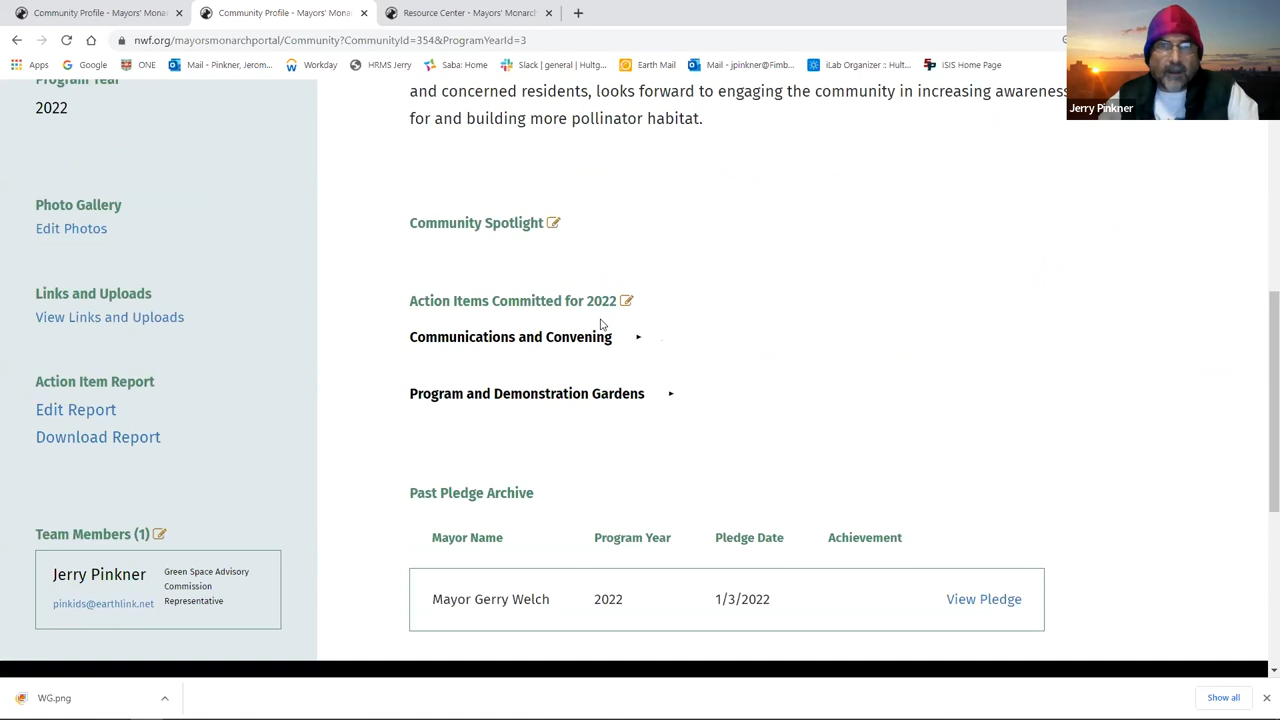 Community Profile - Mayors' Mona
Community Profile - Mayors' Mona
Resource Center - Mayors' Monarch
nwf.org/mayorsmonarchportal/Community?CommunityId=354&ProgramYearId=3
Apps
Google
ONE
Mail - Pinkner, Jerom...
Workday
HRMS Jerry
Saba: Home
Slack | general | Hultg...
Earth Mail
Mail - jpinkner@Fimb...
iLab Organizer :: Hult...
iSIS Home Page
Jerry Pinkner
Program Year
2022
Photo Gallery
Edit Photos
Links and Uploads
View Links and Uploads
Action Item Report
Edit Report
Download Report
Team Members (1)
Jerry Pinkner
pinkids@earthlink.net
Green Space Advisory
Commission
Representative
and concerned residents, looks forward to engaging the community in increasing awareness
for and building more pollinator habitat.
Community Spotlight
Action Items Committed for 2022
Communications and Convening
Program and Demonstration Gardens
Past Pledge Archive
Mayor Name Program Year Pledge Date Achievement
Mayor Gerry Welch 2022 1/3/2022 View Pledge
WG.png
Show all